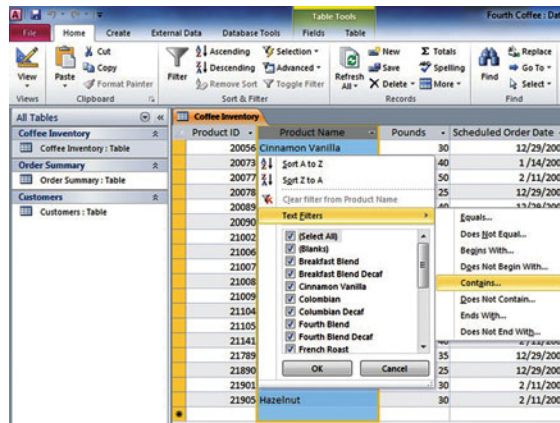 Table Tools
Fourth Coffee : Dat
File Home Create External Data Database Tools Fields Table
View
Views
Paste
Cut
Copy
Format Painter
Clipboard
Filter
Ascending
Descending
Remove Sort
Selection
Advanced
Toggle Filter
Sort & Filter
Refresh
All
New
Save
Delete
Totals
Spelling
More
Records
Find
Replace
Go To
Select
Find
All Tables
Coffee Inventory
Coffee Inventory : Table
Order Summary
Order Summary : Table
Customers
Customers : Table
Coffee Inventory
Product ID Product Name Pounds Scheduled Order Date
20056 Cinnamon Vanilla 30 12/29/200
20073 40 1/14/200
20077 50 2/11/200
20078 25 12/29/200
20089 40 12/29/200
20090
21002
21006
21007
21008
21009
21104
21105
21141 40 2/11/200
21789 35 12/29/200
21890 25 12/29/200
21901 30 2/11/200
21905 Hazelnut 30 2/11/200
Sort A to Z
Sort Z to A
Clear filter from Product Name
Text Filters
(Select All)
(Blanks)
Breakfast Blend
Breakfast Blend Decaf
Cinnamon Vanilla
Colombian
Columbian Decaf
Fourth Blend
Fourth Blend Decaf
French Roast
OK Cancel
Equals...
Does Not Equal...
Begins With...
Does Not Begin With...
Contains...
Does Not Contain...
Ends With...
Does Not End With...